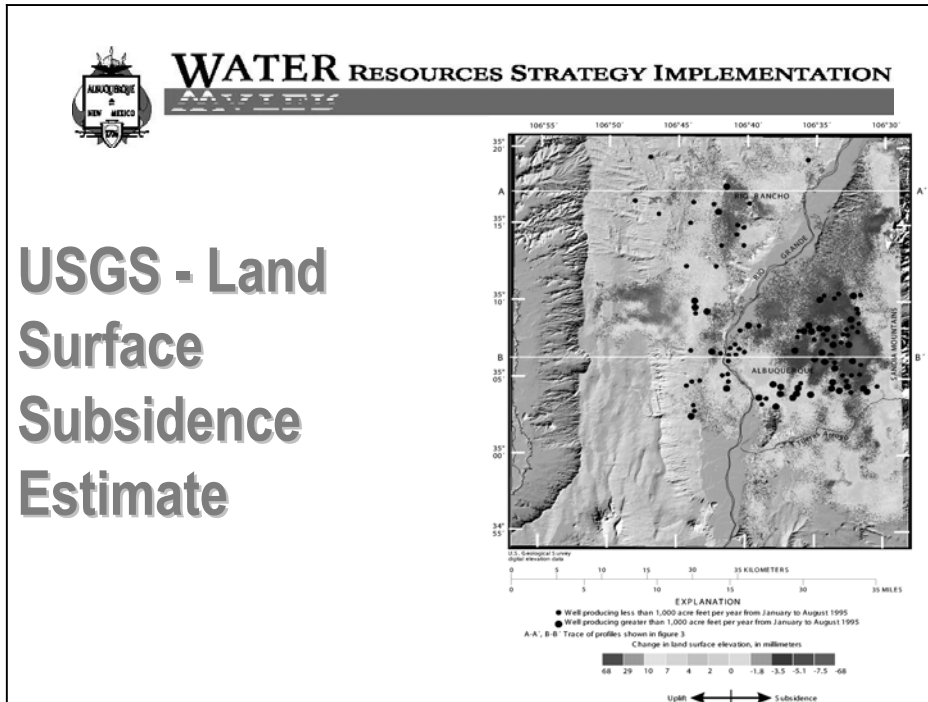 WATER RESOURCES STRATEGY IMPLEMENTATION
ALBUQUERQUE
NEW MEXICO
1706
USGS - Land
Surface
Subsidence
Estimate
106°55´ 106°50´ 106°45´ 106°40´ 106°35´ 106°30´
35°
20´
A A´
RIO RANCHO
35°
15´
RIO GRANDE
35°
10´
SANDIA MOUNTAINS
B B´
ALBUQUERQUE
35°
05´
35°
00´
Tijeras Arroyo
34°
55´
U.S. Geological Survey
digital elevation data
0 5 10 15 30 35 KILOMETERS
0 5 10 15 30 35 MILES
EXPLANATION
Well producing less than 1,000 acre feet per year from January to August 1995
Well producing greater than 1,000 acre feet per year from January to August 1995
A-A´, B-B´ Trace of profiles shown in figure 3
Change in land surface elevation, in millimeters
68 29 10 7 4 2 0 -1.8 -3.5 -5.1 -7.5 -68
Uplift Subsidence